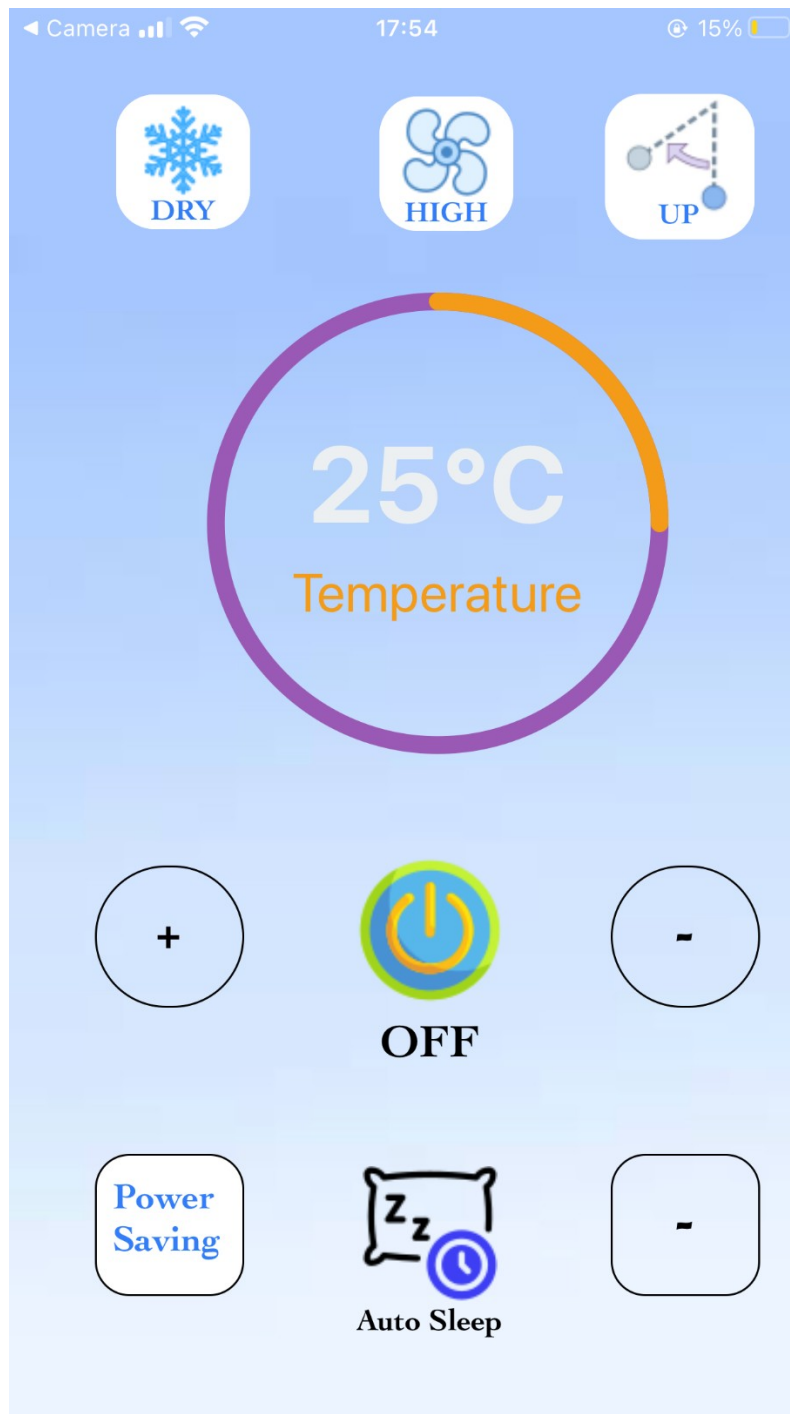 ◀ Camera
17:54
15%
DRY
HIGH
UP
25°C
Temperature
+
-
OFF
Power
Saving
z z
-
Auto Sleep